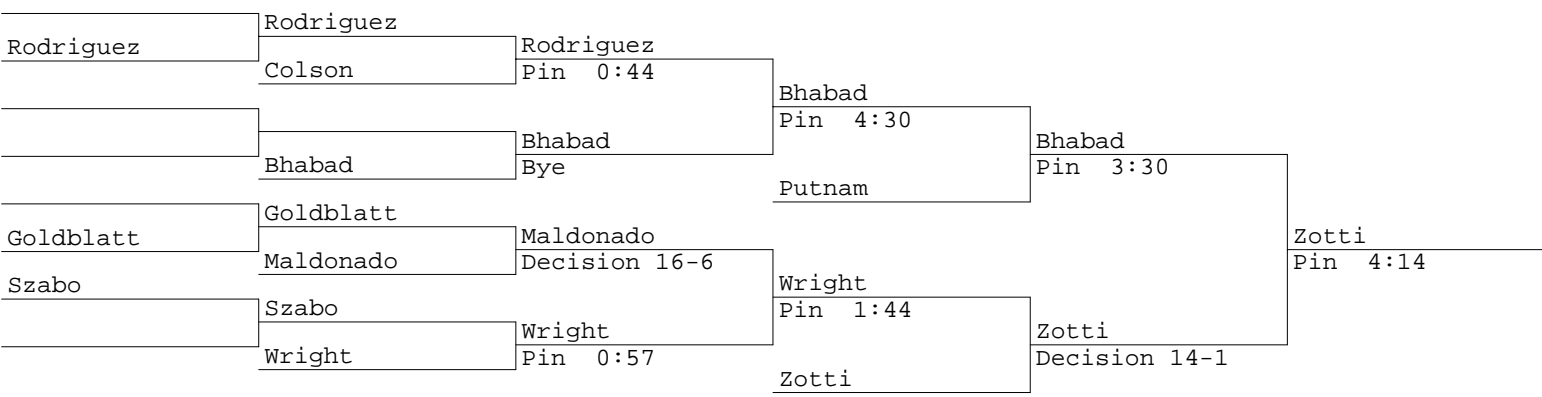 Rodriguez
Rodriguez
Colson
Rodriguez
Pin 0:44
Bhabad
Bhabad
Bye
Bhabad
Pin 4:30
Putnam
Bhabad
Pin 3:30
Goldblatt
Goldblatt
Maldonado
Maldonado
Decision 16-6
Szabo
Szabo
Wright
Wright
Pin 0:57
Wright
Pin 1:44
Zotti
Zotti
Decision 14-1
Zotti
Pin 4:14